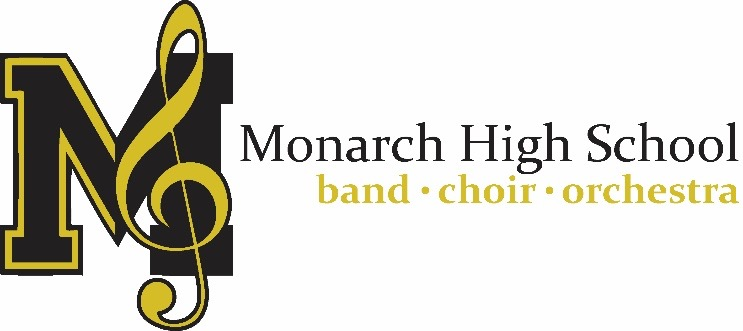 M
Monarch High School
band · choir · orchestra